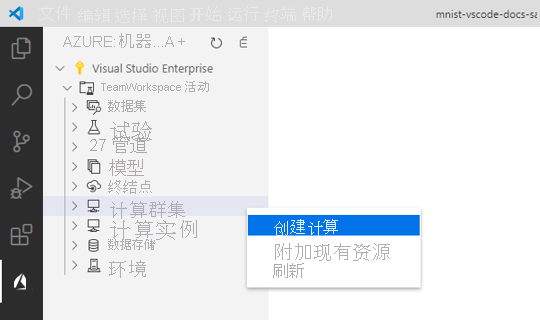 文件 编辑 选择 视图 开始 运行 终端 帮助
mnist-vscode-docs-sa
AZURE: 机器...A +
Visual Studio Enterprise
TeamWorkspace 活动
数据集
试验
27 管道
模型
终结点
计算群集
计算实例
数据存储
环境
创建计算
附加现有资源
刷新